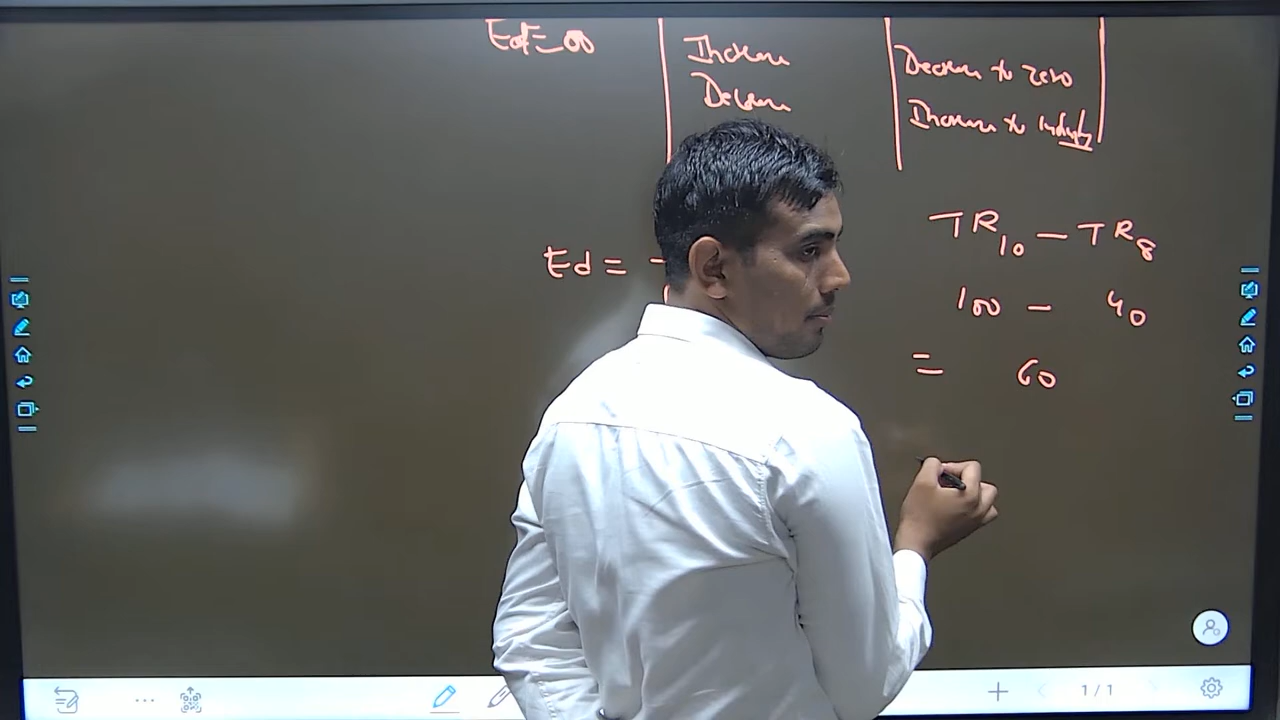 Ed = ∞
Increase
Decrease
Decrease to zero
Increase to infinity
Ed = -
TR10 - TR8
100 - 40
= 60
1 / 1